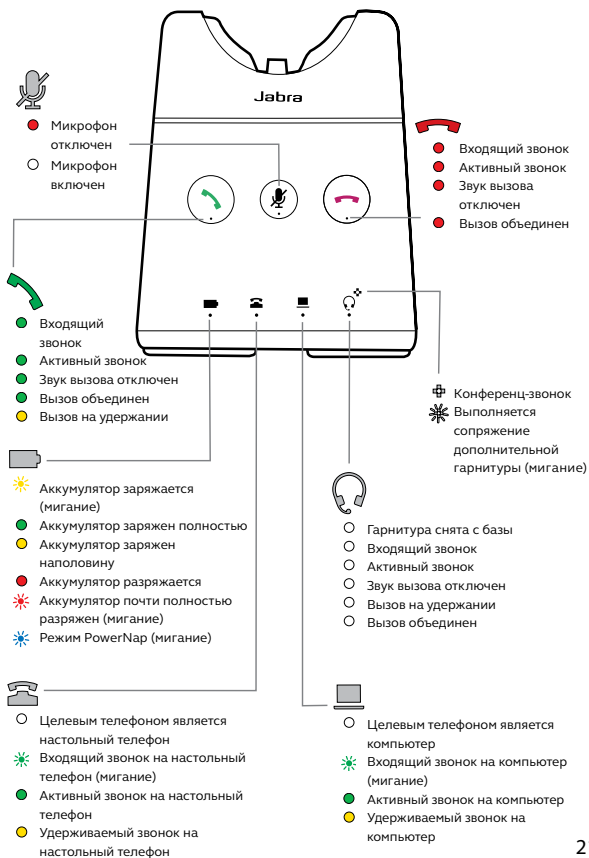 Jabra
Микрофон
отключен
Микрофон
включен
Входящий звонок
Активный звонок
Звук вызова
отключен
Вызов объединен
Входящий
звонок
Активный звонок
Звук вызова отключен
Вызов объединен
Вызов на удержании
Конференц-звонок
Выполняется
сопряжение
дополнительной
гарнитуры (мигание)
Аккумулятор заряжается
(мигание)
Аккумулятор заряжен полностью
Аккумулятор заряжен
наполовину
Аккумулятор разряжается
Аккумулятор почти полностью
разряжен (мигание)
Режим PowerNap (мигание)
Гарнитура снята с базы
Входящий звонок
Активный звонок
Звук вызова отключен
Вызов на удержании
Вызов объединен
Целевым телефоном является
настольный телефон
Входящий звонок на настольный
телефон (мигание)
Активный звонок на настольный
телефон
Удерживаемый звонок на
настольный телефон
Целевым телефоном является
компьютер
Входящий звонок на компьютер
(мигание)
Активный звонок на компьютер
Удерживаемый звонок на
компьютер
2